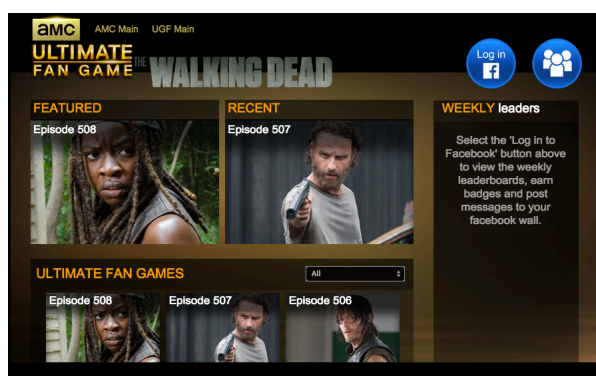 amc AMC Main UGF Main
ULTIMATE
FAN GAME THE WALKING DEAD
Log in
f
FEATURED
Episode 508
RECENT
Episode 507
WEEKLY leaders
Select the 'Log in to
Facebook' button above
to view the weekly
leaderboards, earn
badges and post
messages to your
facebook wall.
ULTIMATE FAN GAMES
All
Episode 508
Episode 507
Episode 506